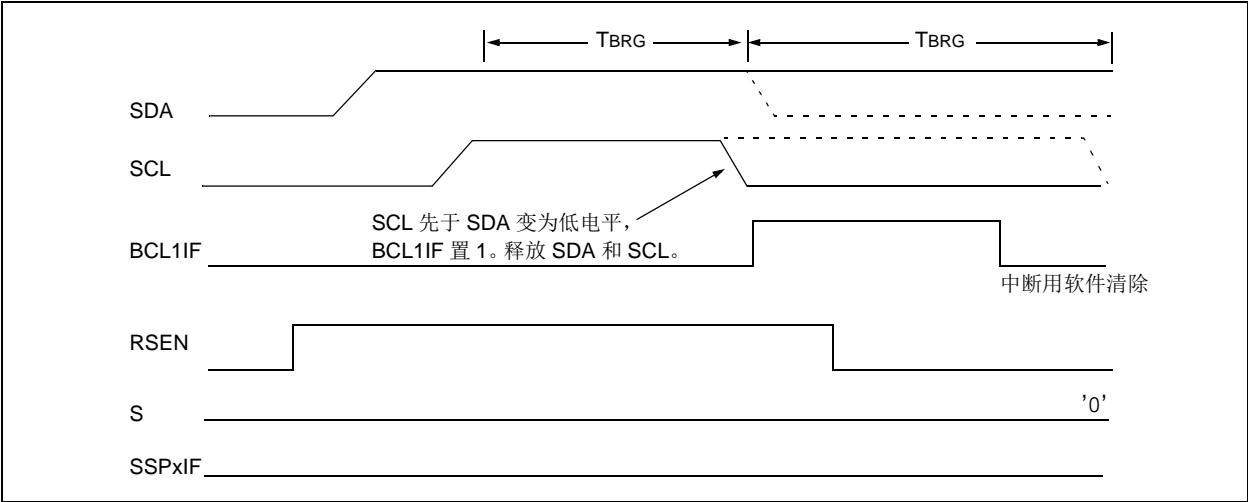 TBRG TBRG
SDA
SCL
SCL 先于 SDA 变为低电平，
BCL1IF 置 1。释放 SDA 和 SCL。
BCL1IF
中断用软件清除
RSEN
S
'0'
SSPxIF